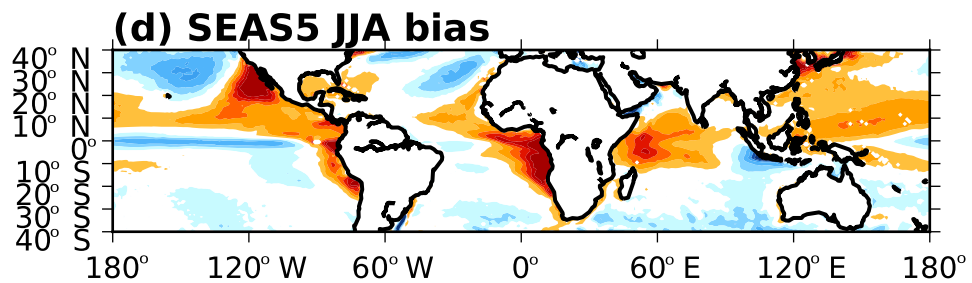 (d) SEAS5 JJA bias
40° N
30° N
20° N
10° N
0°
10° S
20° S
30° S
40° S
180° 120° W 60° W 0° 60° E 120° E 180°